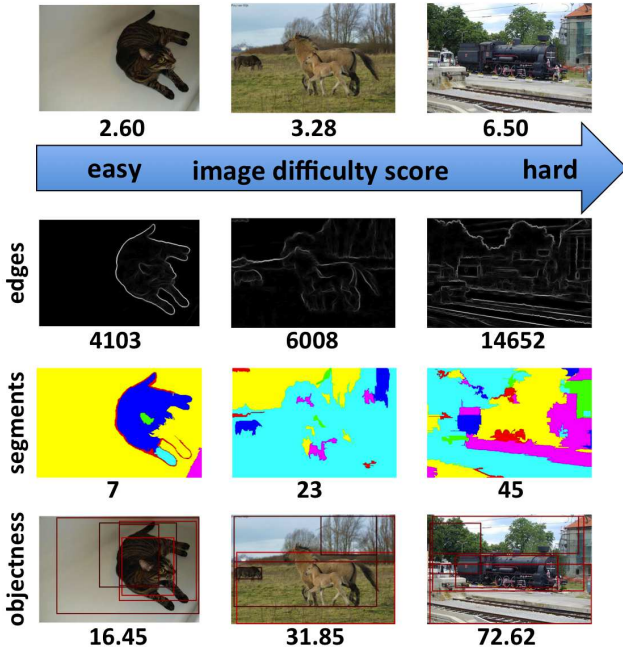 2.60 3.28 6.50
easy image difficulty score hard
edges
4103 6008 14652
segments
7 23 45
objectness
16.45 31.85 72.62